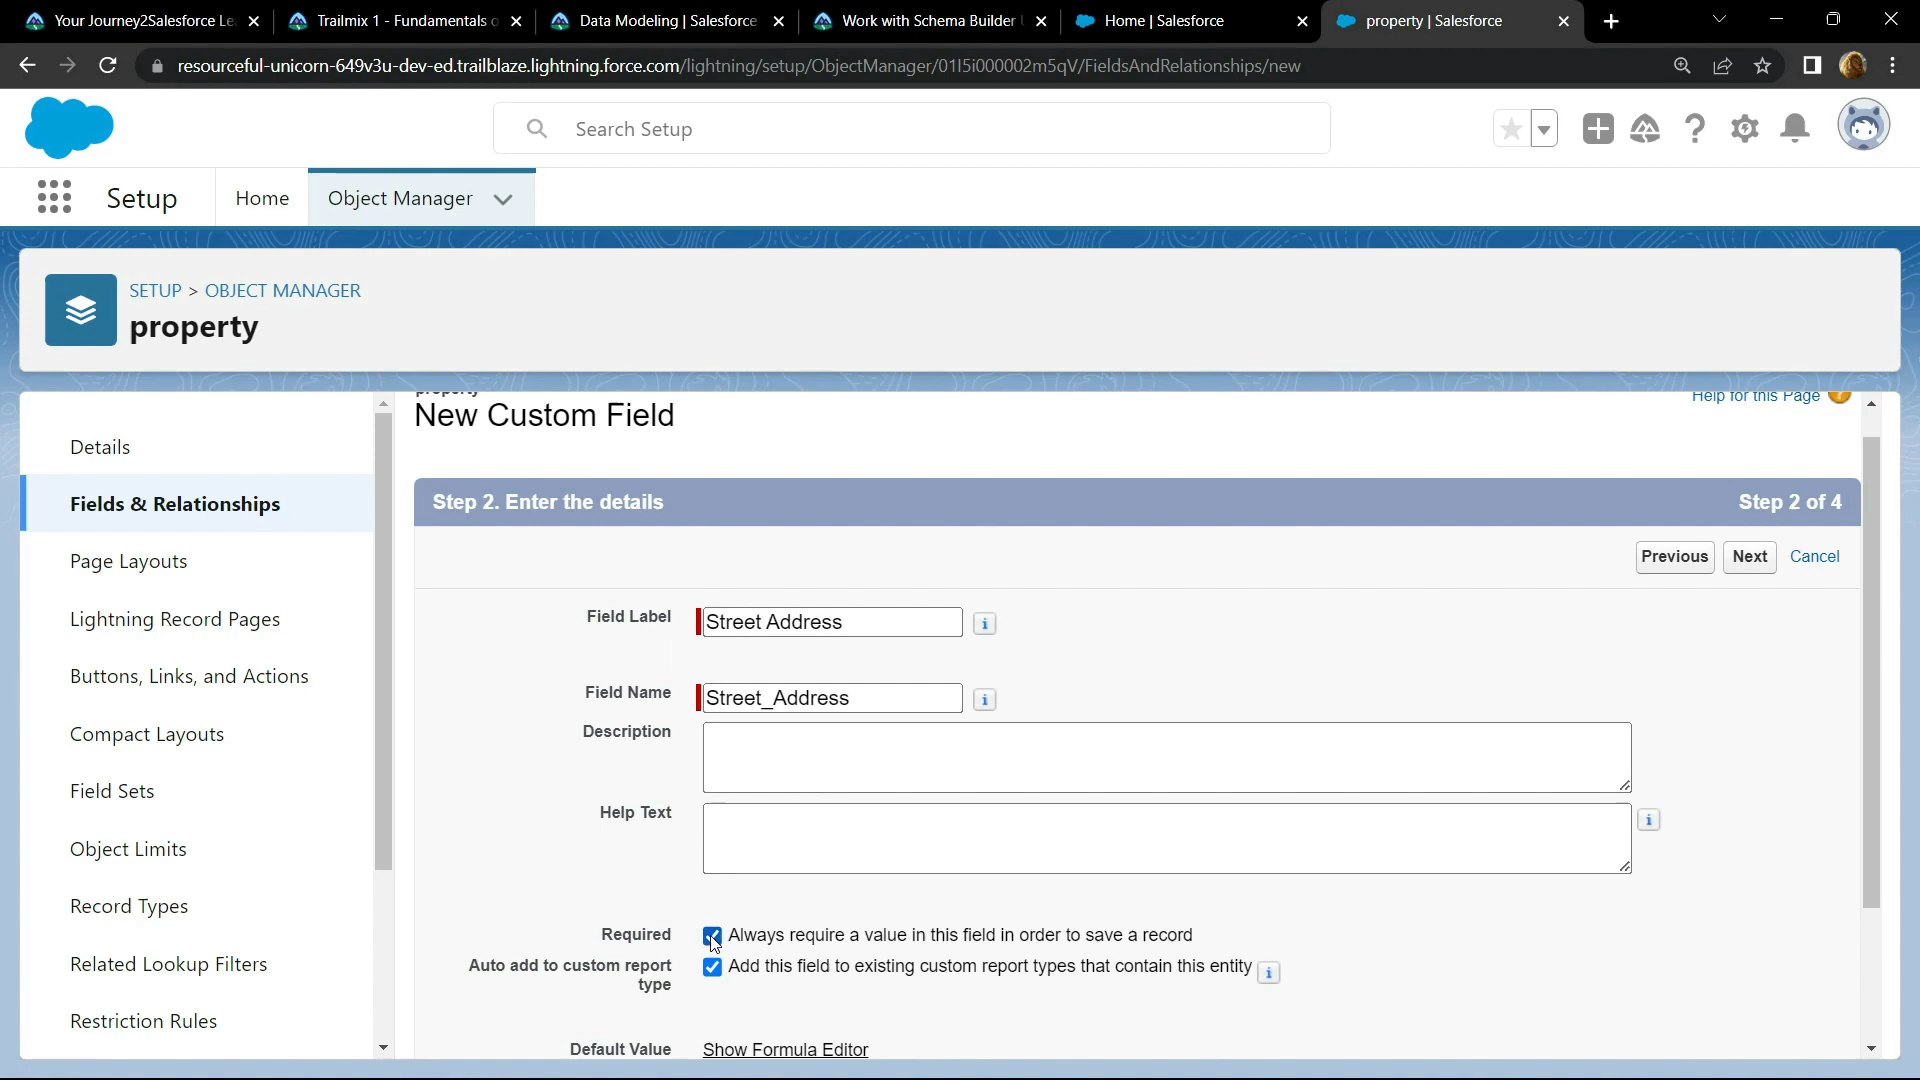 Your Journey2Salesforce Le
Trailmix 1 - Fundamentals o
Data Modeling | Salesforce
Work with Schema Builder
Home | Salesforce
property | Salesforce
resourceful-unicorn-649v3u-dev-ed.trailblaze.lightning.force.com/lightning/setup/ObjectManager/01I5i000002m5qV/FieldsAndRelationships/new
Search Setup
Setup
Home
Object Manager
SETUP > OBJECT MANAGER
property
Details
Fields & Relationships
Page Layouts
Lightning Record Pages
Buttons, Links, and Actions
Compact Layouts
Field Sets
Object Limits
Record Types
Related Lookup Filters
Restriction Rules
property
New Custom Field
Help for this Page
Step 2. Enter the details
Step 2 of 4
Previous
Next
Cancel
Field Label
Street Address
Field Name
Street_Address
Description
Help Text
Required
Always require a value in this field in order to save a record
Auto add to custom report
type
Add this field to existing custom report types that contain this entity
Default Value
Show Formula Editor